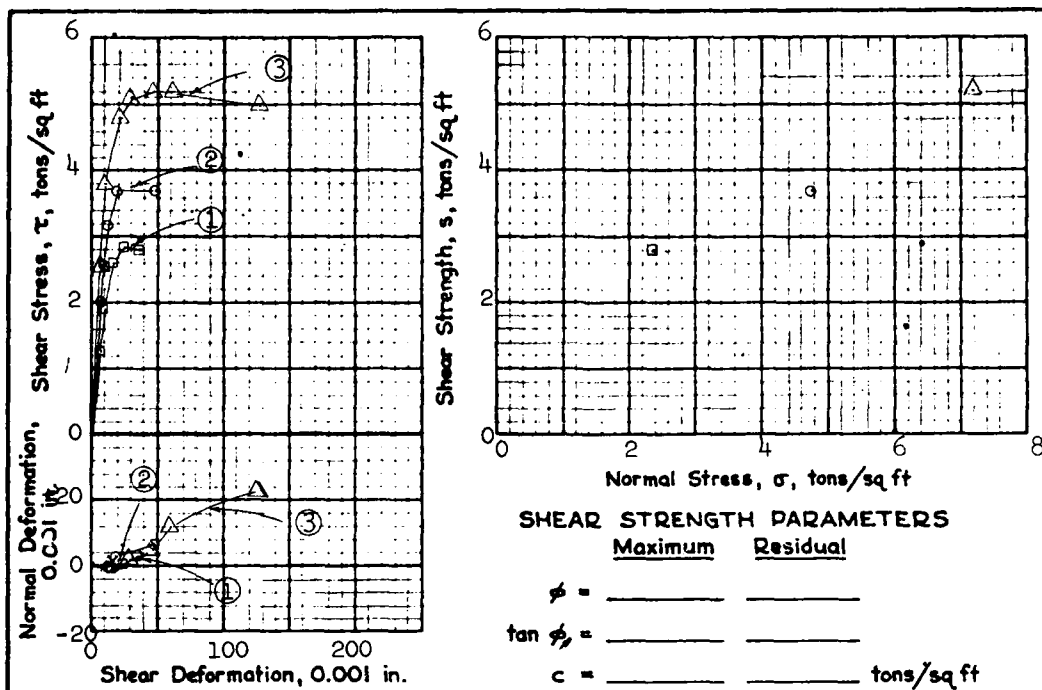 6
4
2
0
Shear Stress, τ, tons/sq ft
③
②
①
20
0
-20
Normal Deformation,
0.001 in.
②
③
①
0 100 200
Shear Deformation, 0.001 in.
6
4
2
0
Shear Strength, s, tons/sq ft
0 2 4 6 8
Normal Stress, σ, tons/sq ft
SHEAR STRENGTH PARAMETERS
Maximum Residual
ϕ =
tan ϕ =
c = tons/sq ft